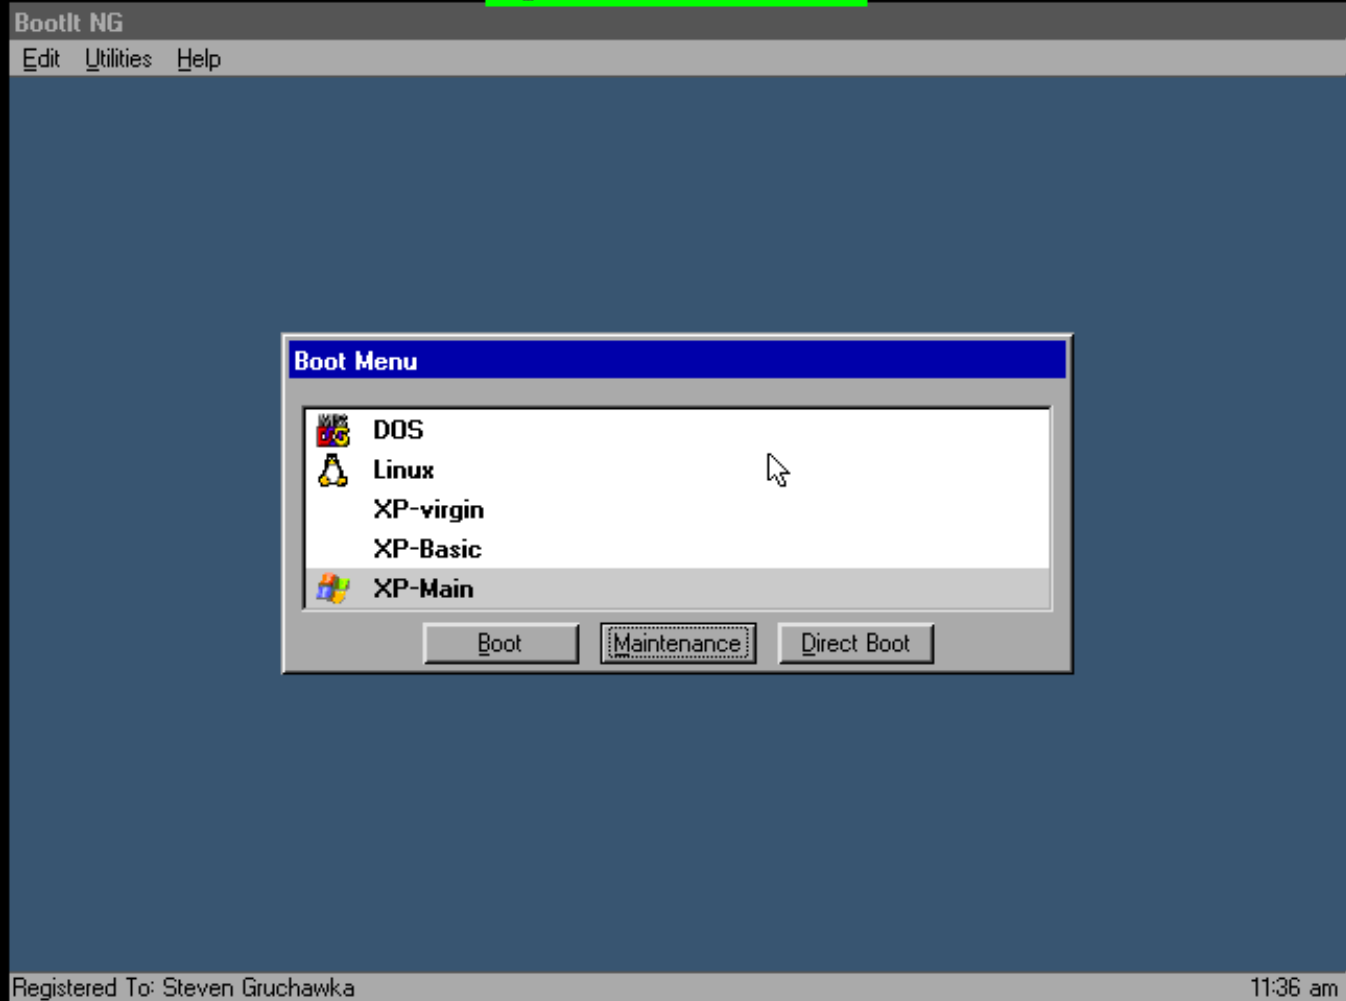 BootIt NG
Edit Utilities Help
Boot Menu
DOS
Linux
XP-virgin
XP-Basic
XP-Main
Boot Maintenance Direct Boot
Registered To: Steven Gruchawka 11:36 am